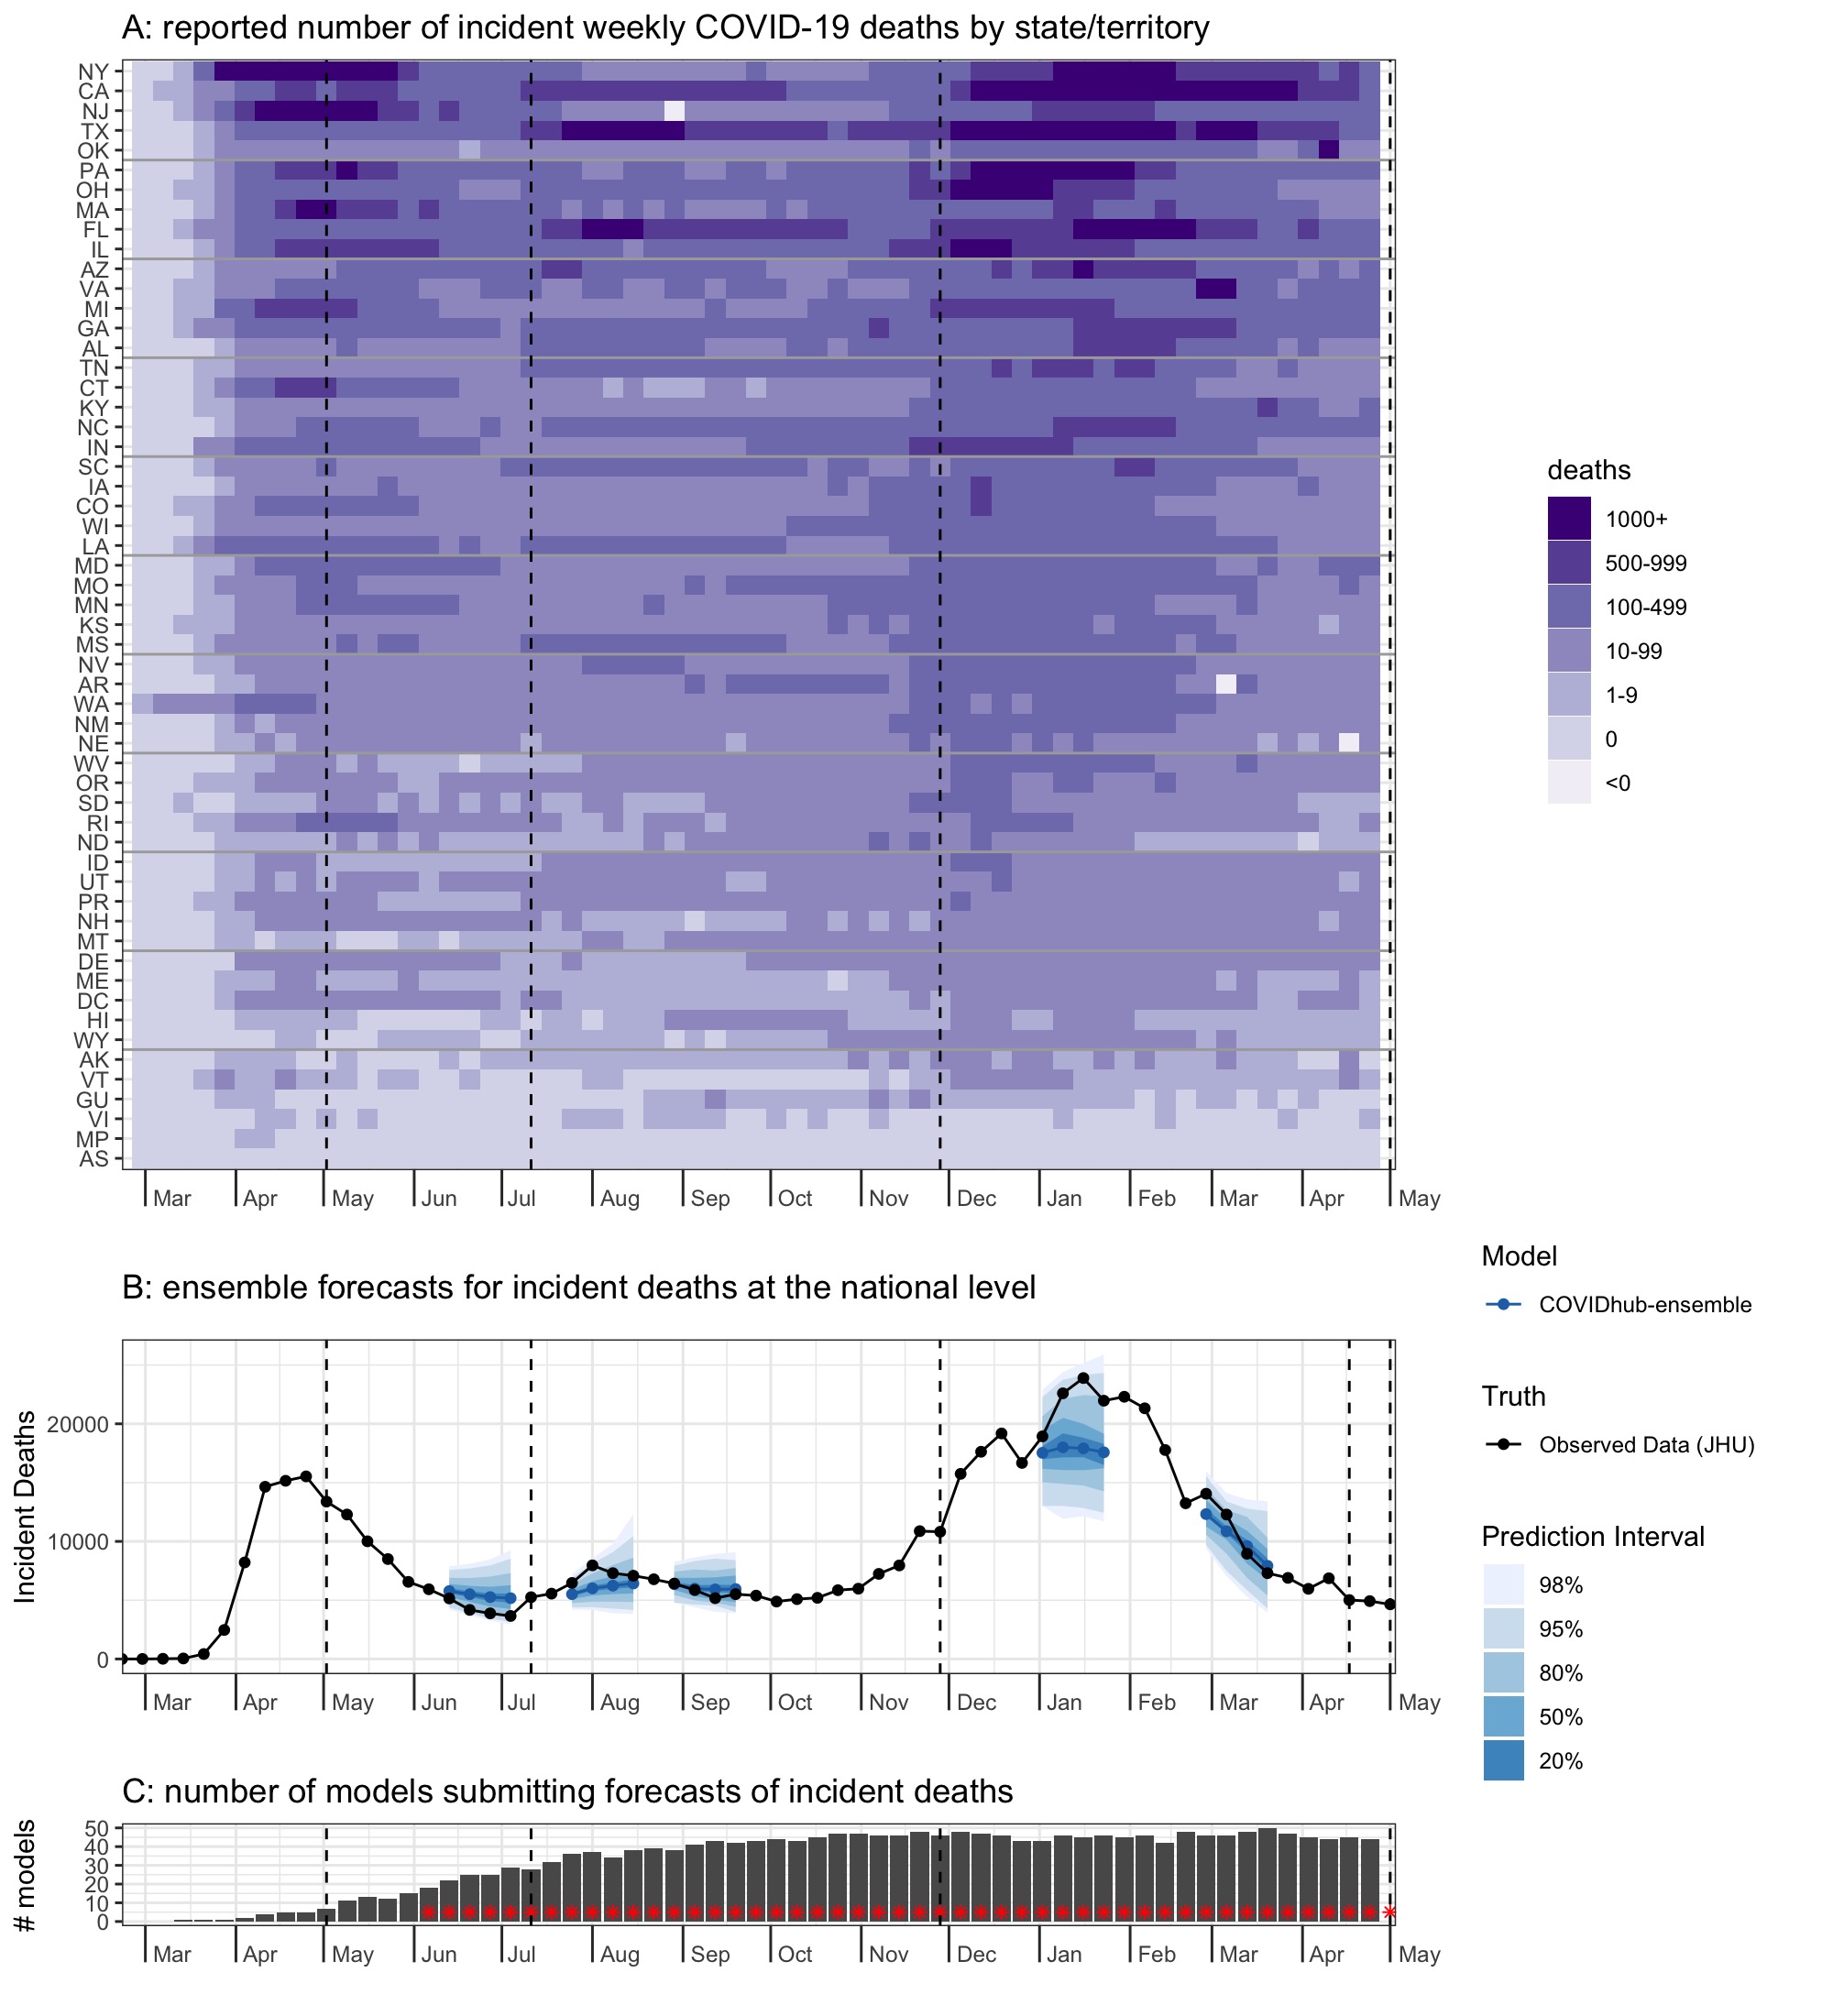 A: reported number of incident weekly COVID-19 deaths by state/territory
NY
CA
NJ
TX
OK
PA
OH
MA
FL
IL
AZ
VA
MI
GA
AL
TN
CT
KY
NC
IN
SC
IA
CO
WI
LA
MD
MO
MN
KS
MS
NV
AR
WA
NM
NE
WV
OR
SD
RI
ND
ID
UT
PR
NH
MT
DE
ME
DC
HI
WY
AK
VT
GU
VI
MP
AS
Mar Apr May Jun Jul Aug Sep Oct Nov Dec Jan Feb Mar Apr May
deaths
1000+
500-999
100-499
10-99
1-9
0
<0
B: ensemble forecasts for incident deaths at the national level
Incident Deaths
20000
10000
0
Mar Apr May Jun Jul Aug Sep Oct Nov Dec Jan Feb Mar Apr May
Model
COVIDhub-ensemble
Truth
Observed Data (JHU)
Prediction Interval
98%
95%
80%
50%
20%
C: number of models submitting forecasts of incident deaths
# models
50
40
30
20
10
0
Mar Apr May Jun Jul Aug Sep Oct Nov Dec Jan Feb Mar Apr May